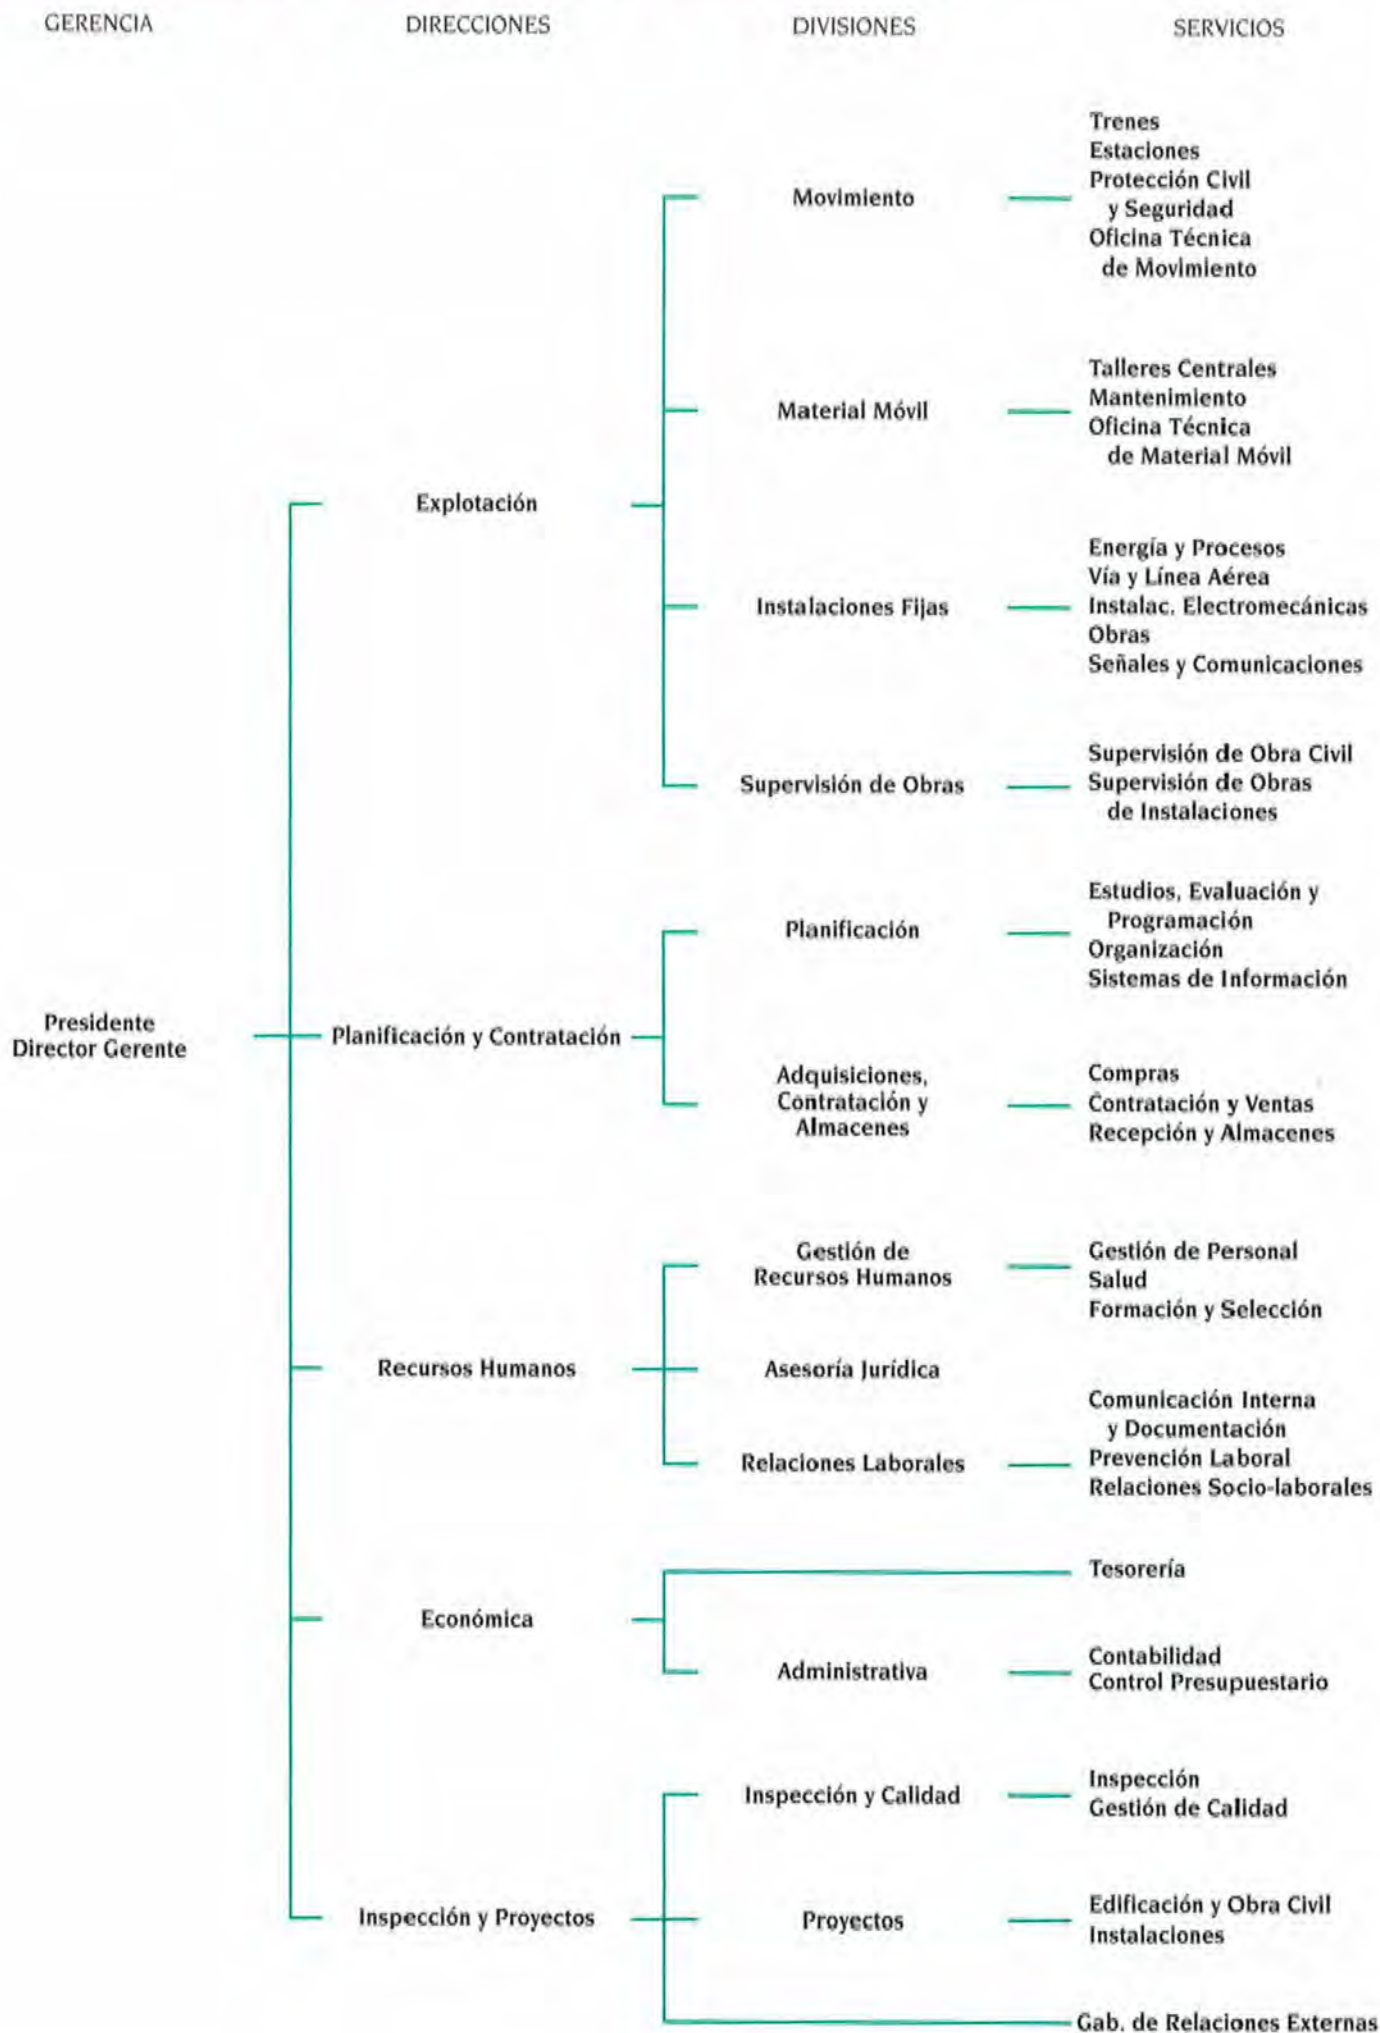 GERENCIA
DIRECCIONES
DIVISIONES
SERVICIOS
Movimiento
Trenes
Estaciones
Protección Civil
y Seguridad
Oficina Técnica
de Movimiento
Material Móvil
Talleres Centrales
Mantenimiento
Oficina Técnica
de Material Móvil
Explotación
Instalaciones Fijas
Energía y Procesos
Vía y Línea Aérea
Instalac. Electromecánicas
Obras
Señales y Comunicaciones
Supervisión de Obras
Supervisión de Obra Civil
Supervisión de Obras
de Instalaciones
Presidente
Director Gerente
Planificación y Contratación
Planificación
Estudios, Evaluación y
Programación
Organización
Sistemas de Información
Adquisiciones,
Contratación y
Almacenes
Compras
Contratación y Ventas
Recepción y Almacenes
Recursos Humanos
Gestión de
Recursos Humanos
Gestión de Personal
Salud
Formación y Selección
Asesoría Jurídica
Relaciones Laborales
Comunicación Interna
y Documentación
Prevención Laboral
Relaciones Socio-laborales
Económica
Tesorería
Administrativa
Contabilidad
Control Presupuestario
Inspección y Proyectos
Inspección y Calidad
Inspección
Gestión de Calidad
Proyectos
Edificación y Obra Civil
Instalaciones
Gab. de Relaciones Externas